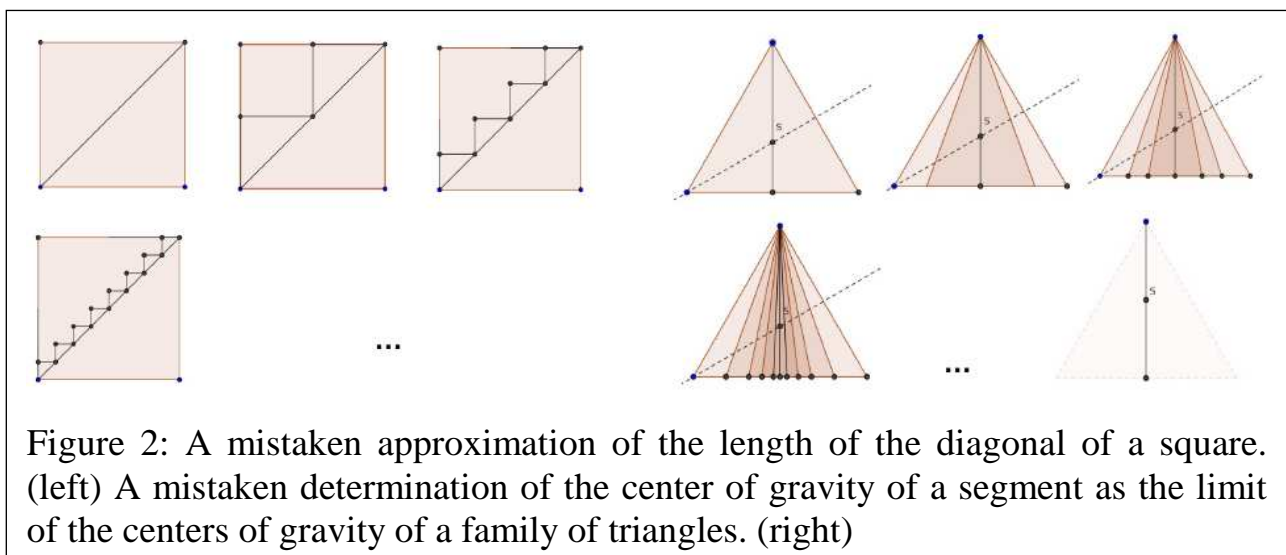 S
S
S
S
S
...
...
Figure 2: A mistaken approximation of the length of the diagonal of a square.
(left) A mistaken determination of the center of gravity of a segment as the limit
of the centers of gravity of a family of triangles. (right)